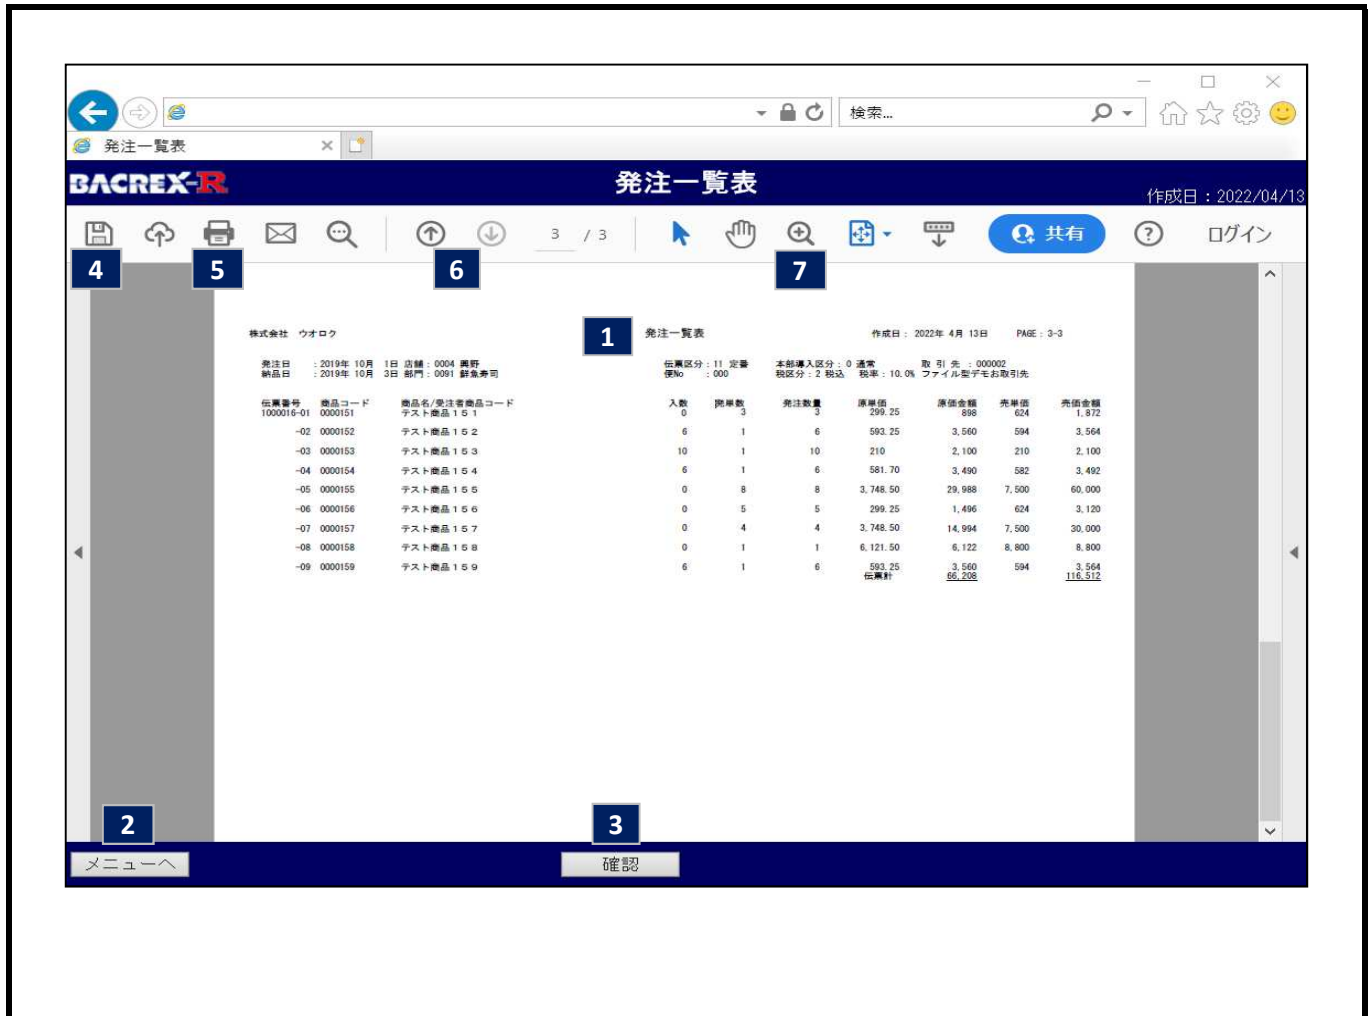 検索...
発注一覧表
BACREX-R 発注一覧表 作成日：2022/04/13
3 / 3 共有 ? ログイン
4 5 6 7
1
株式会社 ウオロク 発注一覧表 作成日： 2022年 4月 13日 PAGE：3-3
発注日 ：2019年 10月 1日 店舗：0004 興野 伝票区分：11 定番 本部導入区分：0 通常 取 引 先 ：000002
納品日 ：2019年 10月 3日 部門：0091 鮮魚寿司 便No ：000 税区分：2 税込 税率：10.0% ファイル型デモお取引先
伝票番号 商品コード 商品名/受注者商品コード 入数 発単数 発注数量 原単価 原価金額 売単価 売価金額
1000016-01 0000151 テスト商品１５１ 0 3 3 299.25 898 624 1,872
-02 0000152 テスト商品１５２ 6 1 6 593.25 3,560 594 3,564
-03 0000153 テスト商品１５３ 10 1 10 210 2,100 210 2,100
-04 0000154 テスト商品１５４ 6 1 6 581.70 3,490 582 3,492
-05 0000155 テスト商品１５５ 0 8 8 3,748.50 29,988 7,500 60,000
-06 0000156 テスト商品１５６ 0 5 5 299.25 1,496 624 3,120
-07 0000157 テスト商品１５７ 0 4 4 3,748.50 14,994 7,500 30,000
-08 0000158 テスト商品１５８ 0 1 1 6,121.50 6,122 8,800 8,800
-09 0000159 テスト商品１５９ 6 1 6 593.25 3,560 594 3,564
伝票計 66,208 116,512
2 3
メニューへ 確認